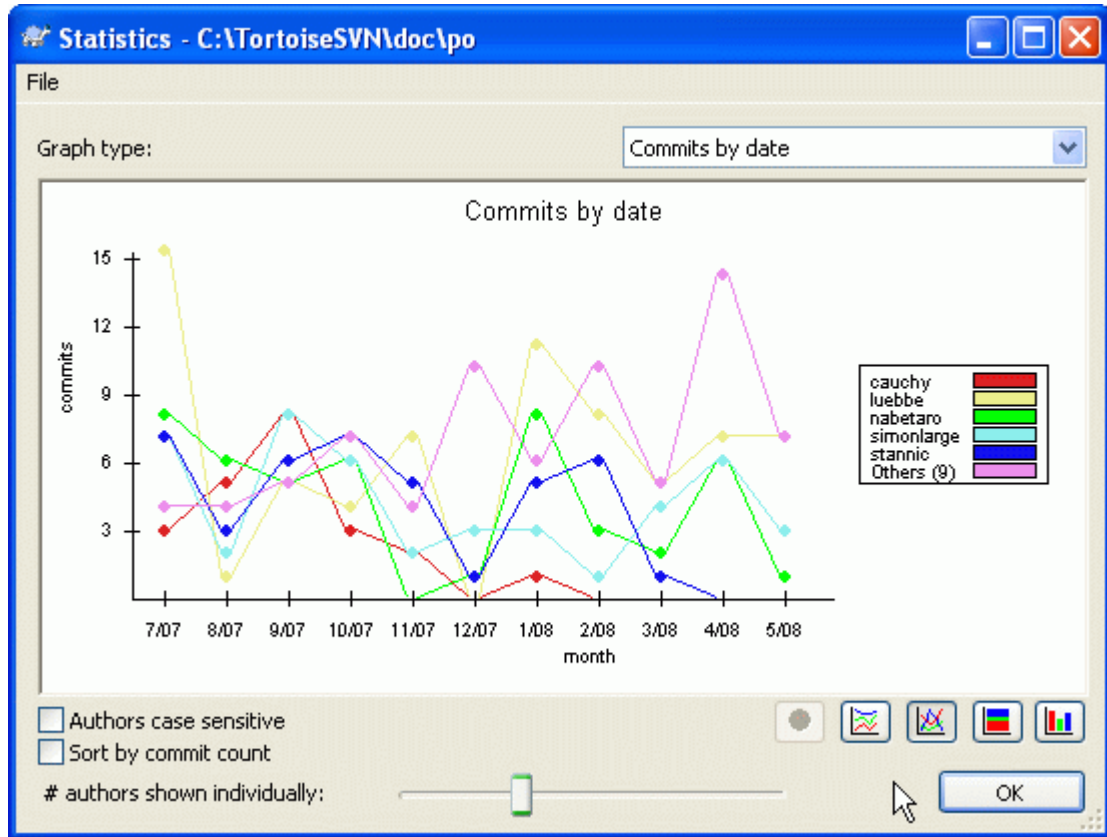 Statistics - C:\TortoiseSVN\doc\po
File
Graph type:
Commits by date
Commits by date
15
12
9
6
3
commits
7/07 8/07 9/07 10/07 11/07 12/07 1/08 2/08 3/08 4/08 5/08
month
cauchy
luebbe
nabetaro
simonlarge
stannic
Others (9)
Authors case sensitive
Sort by commit count
# authors shown individually:
OK